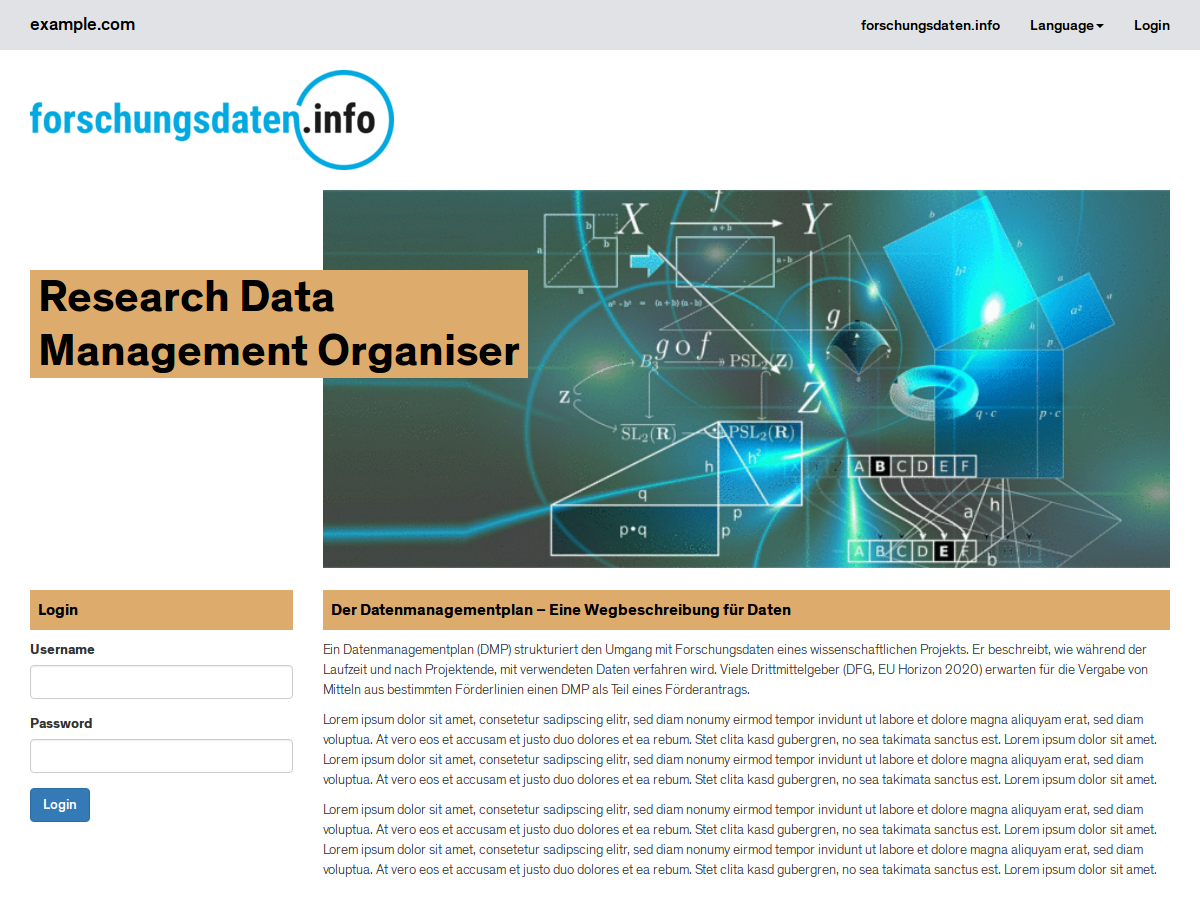 example.com
forschungsdaten.info
Language
Login
forschungsdaten.info
Research Data
Management Organiser
X
f
Y
b
b
a
a
a + b
a - b
a² - b² = (a + b) (a - b)
g
g o f
B₃
PSL₂(Z)
z
Z
SL₂(R)
PSL₂(R)
h
h²
q
p
p•q
p
b
b
b²
a
a
a²
h
q
p
q · c
p · c
A B C D E F
a
h
A B C D E F
b
Login
Der Datenmanagementplan – Eine Wegbeschreibung für Daten
Username
Password
Login
Ein Datenmanagementplan (DMP) strukturiert den Umgang mit Forschungsdaten eines wissenschaftlichen Projekts. Er beschreibt, wie während der
Laufzeit und nach Projektende, mit verwendeten Daten verfahren wird. Viele Drittmittelgeber (DFG, EU Horizon 2020) erwarten für die Vergabe von
Mitteln aus bestimmten Förderlinien einen DMP als Teil eines Förderantrags.
Lorem ipsum dolor sit amet, consetetur sadipscing elitr, sed diam nonumy eirmod tempor invidunt ut labore et dolore magna aliquyam erat, sed diam
voluptua. At vero eos et accusam et justo duo dolores et ea rebum. Stet clita kasd gubergren, no sea takimata sanctus est. Lorem ipsum dolor sit amet.
Lorem ipsum dolor sit amet, consetetur sadipscing elitr, sed diam nonumy eirmod tempor invidunt ut labore et dolore magna aliquyam erat, sed diam
voluptua. At vero eos et accusam et justo duo dolores et ea rebum. Stet clita kasd gubergren, no sea takimata sanctus est. Lorem ipsum dolor sit amet.
Lorem ipsum dolor sit amet, consetetur sadipscing elitr, sed diam nonumy eirmod tempor invidunt ut labore et dolore magna aliquyam erat, sed diam
voluptua. At vero eos et accusam et justo duo dolores et ea rebum. Stet clita kasd gubergren, no sea takimata sanctus est. Lorem ipsum dolor sit amet.
Lorem ipsum dolor sit amet, consetetur sadipscing elitr, sed diam nonumy eirmod tempor invidunt ut labore et dolore magna aliquyam erat, sed diam
voluptua. At vero eos et accusam et justo duo dolores et ea rebum. Stet clita kasd gubergren, no sea takimata sanctus est. Lorem ipsum dolor sit amet.